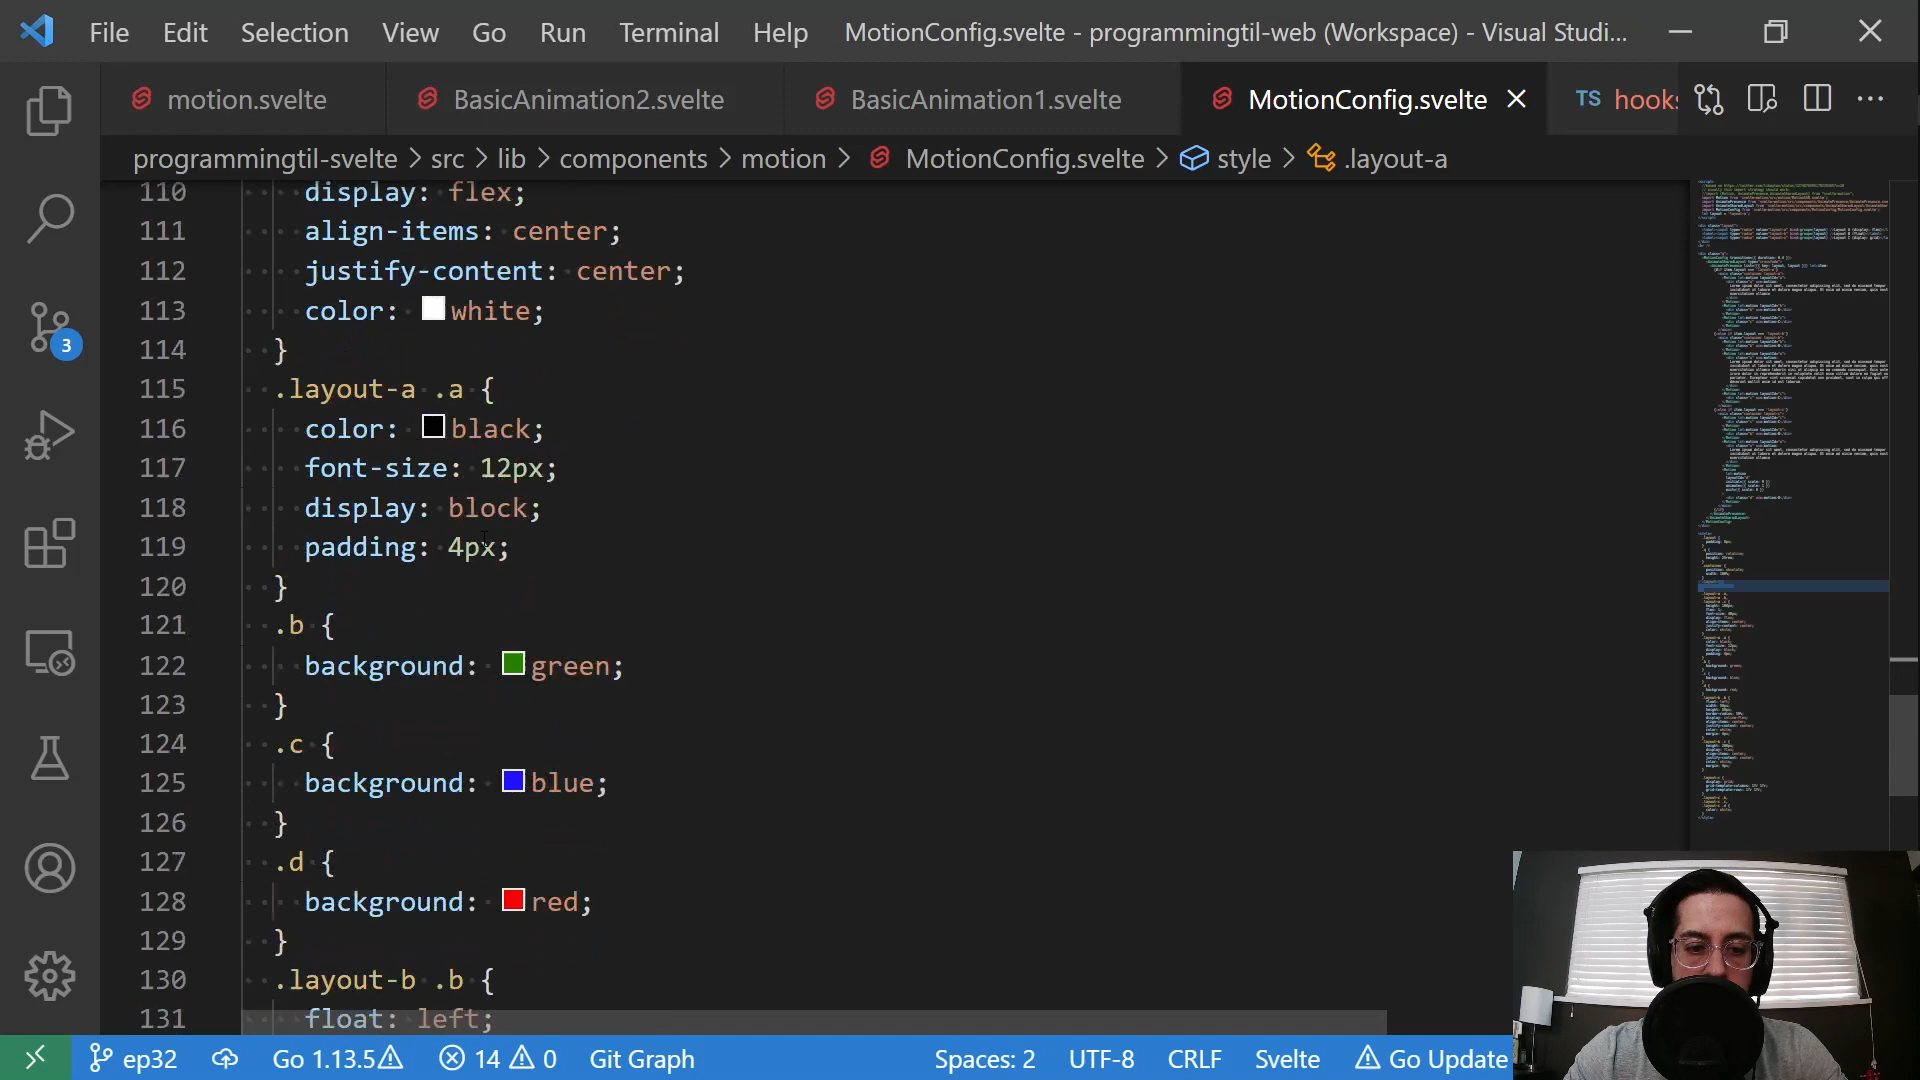 File Edit Selection View Go Run Terminal Help MotionConfig.svelte - programmingtil-web (Workspace) - Visual Studi...
motion.svelte BasicAnimation2.svelte BasicAnimation1.svelte MotionConfig.svelte TS hooks
programmingtil-svelte > src > lib > components > motion > MotionConfig.svelte > style > .layout-a
110 display: flex;
111 align-items: center;
112 justify-content: center;
113 color: white;
114 }
115 .layout-a .a {
116 color: black;
117 font-size: 12px;
118 display: block;
119 padding: 4px;
120 }
121 .b {
122 background: green;
123 }
124 .c {
125 background: blue;
126 }
127 .d {
128 background: red;
129 }
130 .layout-b .b {
131 float: left;
3
ep32 Go 1.13.5 14 0 Git Graph Spaces: 2 UTF-8 CRLF Svelte Go Update